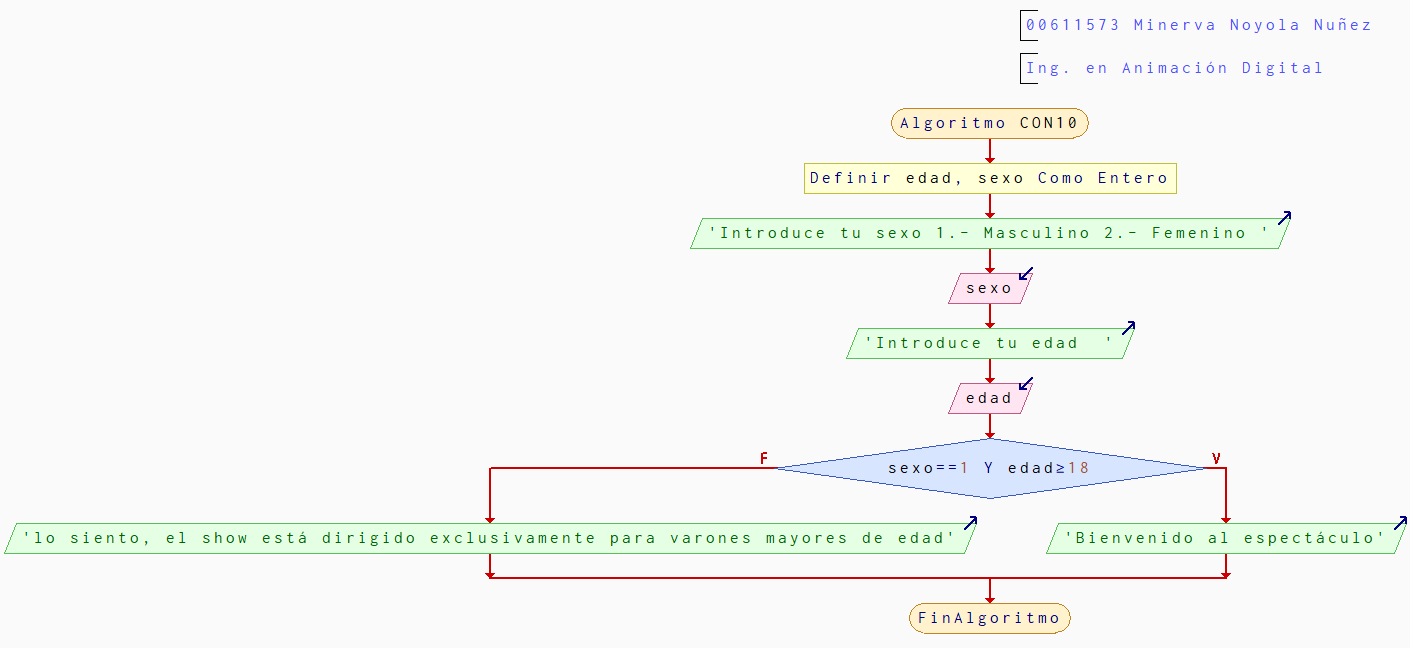 00611573 Minerva Noyola Nuñez
Ing. en Animación Digital
Algoritmo CON10
Definir edad, sexo Como Entero
'Introduce tu sexo 1.- Masculino 2.- Femenino '
sexo
'Introduce tu edad  '
edad
F
V
sexo==1 Y edad≥18
'lo siento, el show está dirigido exclusivamente para varones mayores de edad'
'Bienvenido al espectáculo'
FinAlgoritmo